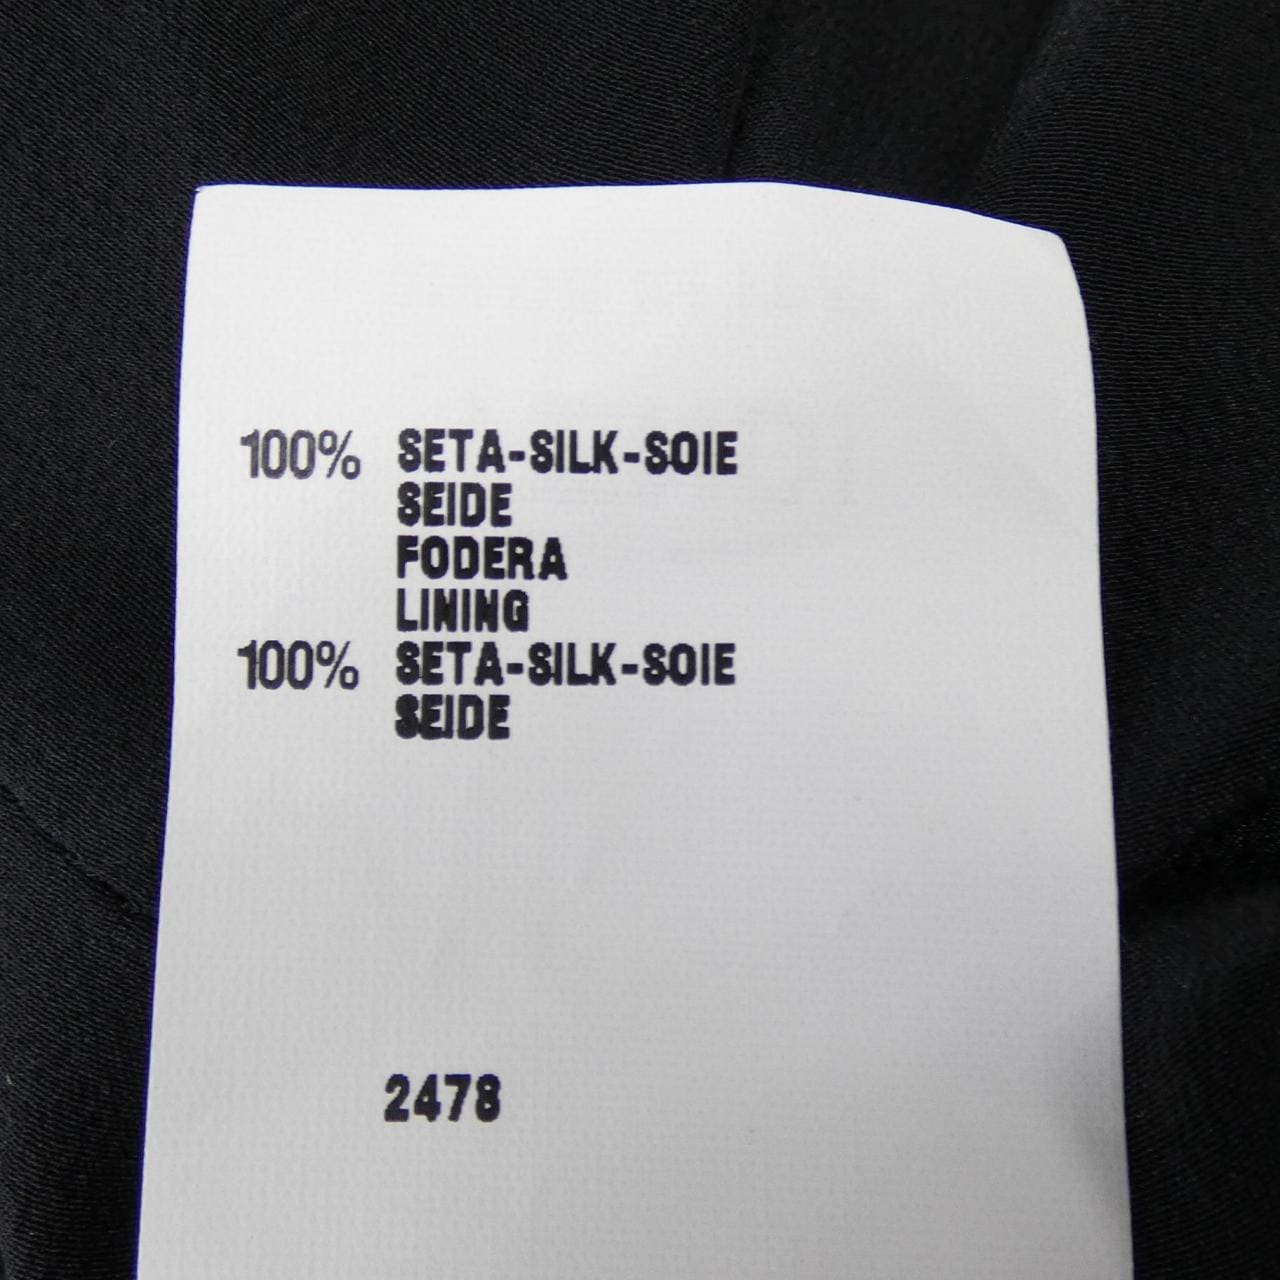 100% SETA-SILK-SOIE
SEIDE
FODERA
LINING
100% SETA-SILK-SOIE
SEIDE
2478